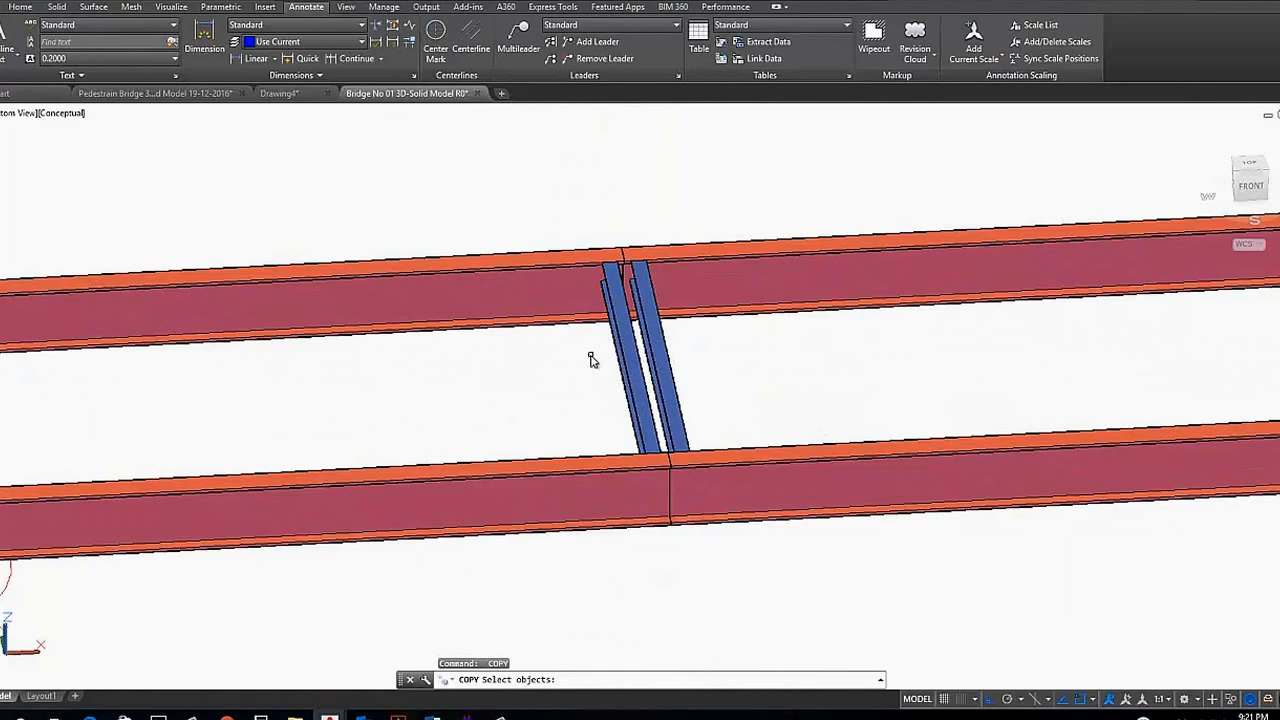 Home Solid Surface Mesh Visualize Parametric Insert Annotate View Manage Output Add-ins A360 Express Tools Featured Apps BIM 360 Performance
ABC Standard Standard Standard Standard
Find text Use Current Add Leader Extract Data Scale List
Dimension Center Mark Centerline Multileader Table Wipeout Revision Cloud Add Current Scale Add/Delete Scales
0.2000 Linear Quick Continue Remove Leader Link Data Sync Scale Positions
Text Dimensions Centerlines Leaders Tables Markup Annotation Scaling
Pedestrain Bridge 3...d Model 19-12-2016* Drawing4* Bridge No 01 3D-Solid Model R0*
[Conceptual]
TOP
FRONT
W
S
WCS
Z
X
Command: COPY
COPY Select objects:
Layout1 MODEL 1:1
9:21 PM